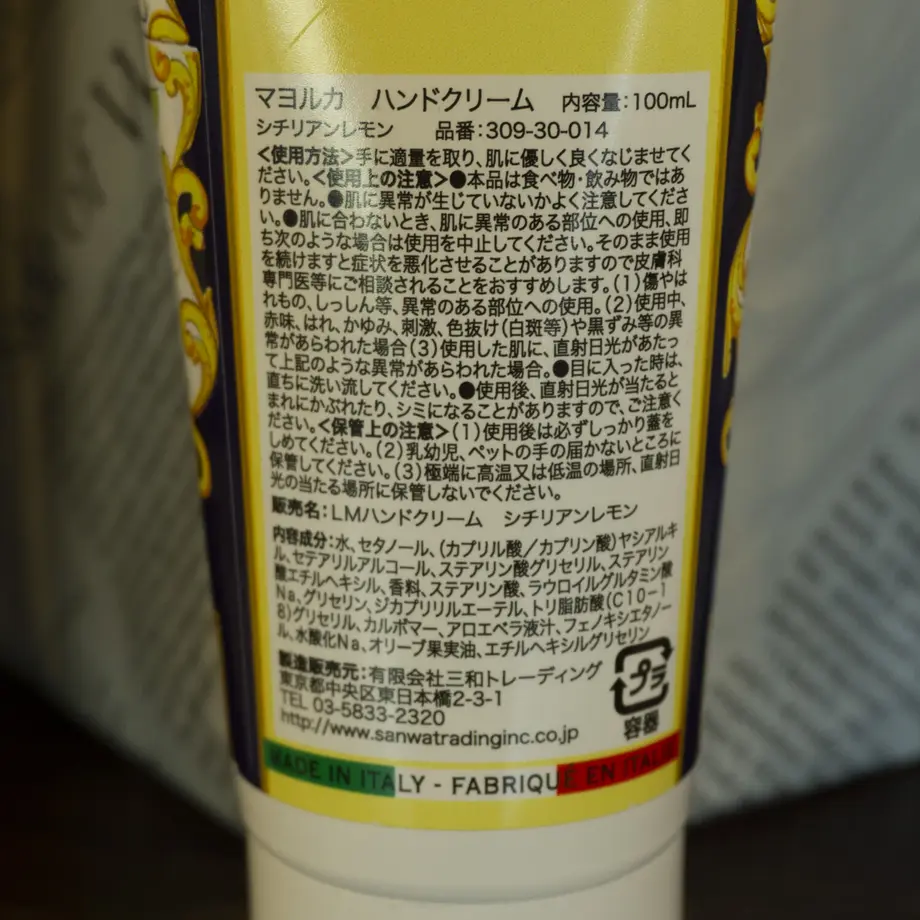 マヨルカ ハンドクリーム 内容量:100mL
シチリアンレモン 品番:309-30-014
<使用方法>手に適量を取り、肌に優しく良くなじませてく
ださい。<使用上の注意>●本品は食べ物・飲み物ではあ
りません。●肌に異常が生じていないかよく注意してくださ
い。●肌に合わないとき、肌に異常のある部位への使用、即
ち次のような場合は使用を中止してください。そのまま使用
を続けますと症状を悪化させることがありますので皮膚科
専門医等にご相談されることをおすすめします。(1)傷やは
れもの、しっしん等、異常のある部位への使用。(2)使用中、
赤味、はれ、かゆみ、刺激、色抜け(白斑等)や黒ずみ等の異
常があらわれた場合(3)使用した肌に、直射日光があたっ
て上記のような異常があらわれた場合。●目に入った時は、
直ちに洗い流してください。●使用後、直射日光が当たると
まれにかぶれたり、シミになることがありますので、ご注意く
ださい。<保管上の注意>(1)使用後は必ずしっかり蓋を
しめてください。(2)乳幼児、ペットの手の届かないところに
保管してください。(3)極端に高温又は低温の場所、直射日
光の当たる場所に保管しないでください。
販売名:LMハンドクリーム シチリアンレモン
内容成分:水、セタノール、(カプリル酸/カプリン酸)ヤシアルキ
ル、セテアリルアルコール、ステアリン酸グリセリル、ステアリン
酸エチルヘキシル、香料、ステアリン酸、ラウロイルグルタミン酸
Na、グリセリン、ジカプリリルエーテル、トリ脂肪酸(C10-1
8)グリセリル、カルボマー、アロエベラ液汁、フェノキシエタノー
ル、水酸化Na、オリーブ果実油、エチルヘキシルグリセリン
製造販売元:有限会社三和トレーディング
東京都中央区東日本橋2-3-1
TEL 03-5833-2320
http://www.sanwatradinginc.co.jp
プラ
容器
MADE IN ITALY - FABRIQUÉ EN ITALIE